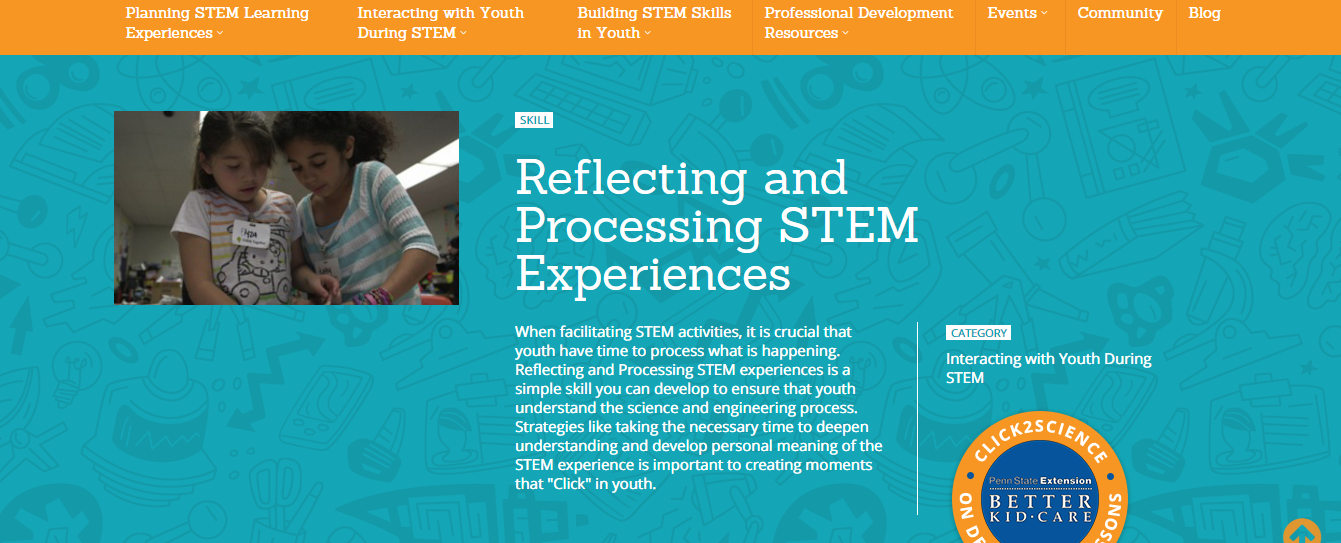 Planning STEM Learning
Experiences
Interacting with Youth
During STEM
Building STEM Skills
in Youth
Professional Development
Resources
Events
Community
Blog
SKILL
Reflecting and
Processing STEM
Experiences
When facilitating STEM activities, it is crucial that
youth have time to process what is happening.
Reflecting and Processing STEM experiences is a
simple skill you can develop to ensure that youth
understand the science and engineering process.
Strategies like taking the necessary time to deepen
understanding and develop personal meaning of the
STEM experience is important to creating moments
that "Click" in youth.
CATEGORY
Interacting with Youth During
STEM
CLICK2SCIENCE
PennState Extension
BETTER
KID·CARE